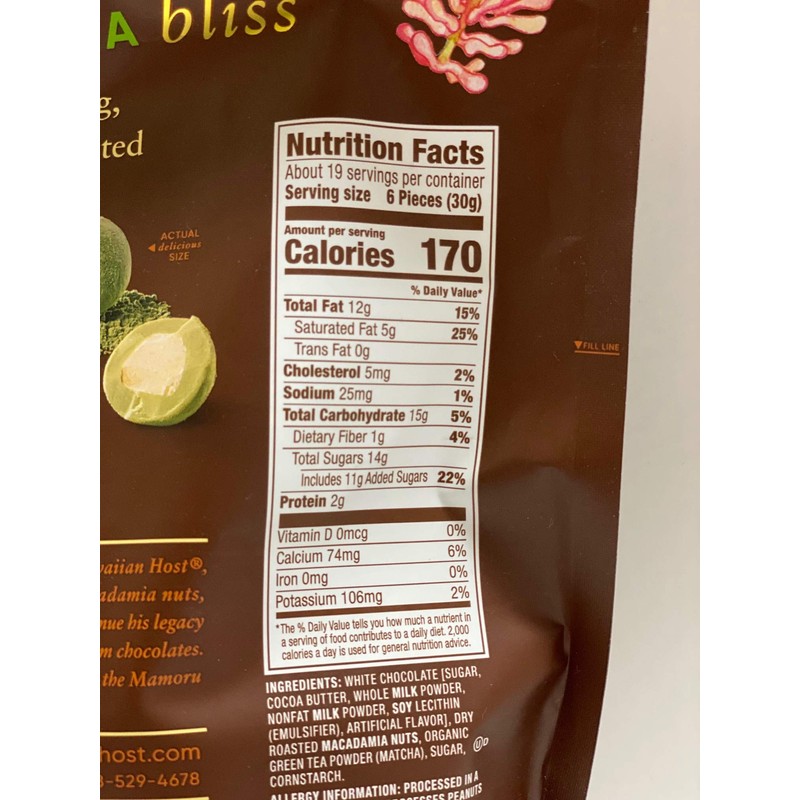 A bliss
g,
ted
ACTUAL
delicious
SIZE
Nutrition Facts
About 19 servings per container
Serving size 6 Pieces (30g)
Amount per serving
Calories 170
% Daily Value*
Total Fat 12g 15%
Saturated Fat 5g 25%
Trans Fat 0g
Cholesterol 5mg 2%
Sodium 25mg 1%
Total Carbohydrate 15g 5%
Dietary Fiber 1g 4%
Total Sugars 14g
Includes 11g Added Sugars 22%
Protein 2g
Vitamin D 0mcg 0%
Calcium 74mg 6%
Iron 0mg 0%
Potassium 106mg 2%
*The % Daily Value tells you how much a nutrient in
a serving of food contributes to a daily diet. 2,000
calories a day is used for general nutrition advice.
FILL LINE
aiian Host®,
adamia nuts,
nue his legacy
m chocolates.
the Mamoru
host.com
-529-4678
INGREDIENTS: WHITE CHOCOLATE [SUGAR,
COCOA BUTTER, WHOLE MILK POWDER,
NONFAT MILK POWDER, SOY LECITHIN
(EMULSIFIER), ARTIFICIAL FLAVOR], DRY
ROASTED MACADAMIA NUTS, ORGANIC
GREEN TEA POWDER (MATCHA), SUGAR,
CORNSTARCH.
ALLERGY INFORMATION: PROCESSED IN A
PEANUTS